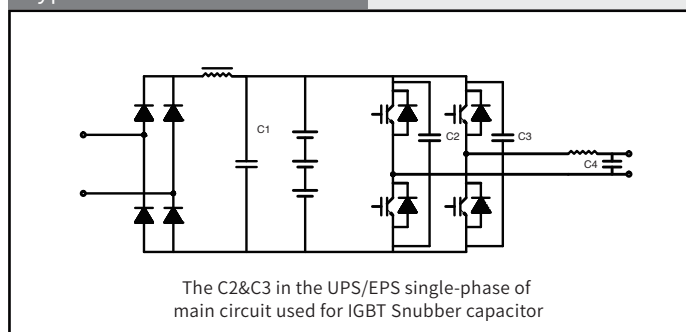 C1
C2
C3
C4
The C2&C3 in the UPS/EPS single-phase of
main circuit used for IGBT Snubber capacitor